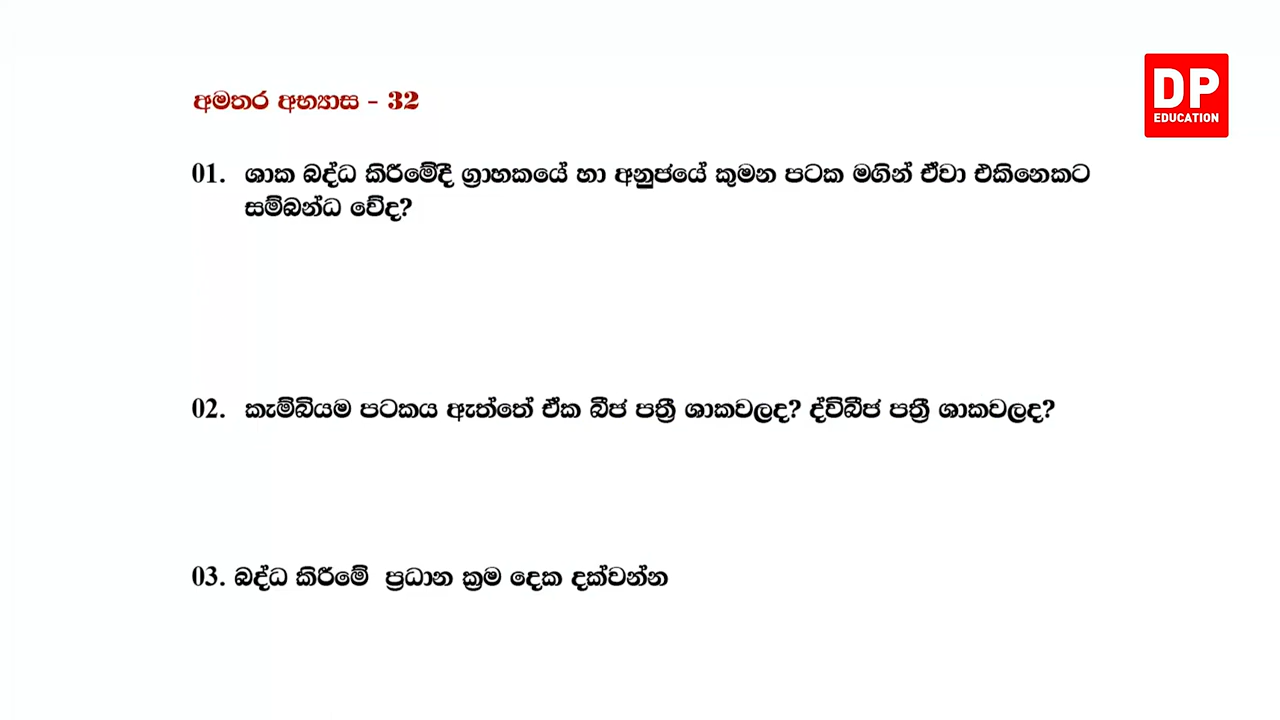 අමතර අභ්‍යාස - 32
DP
EDUCATION
01. ශාක බද්ධ කිරීමේදී ග්‍රාහකයේ හා අනුජයේ කුමන පටක මගින් ඒවා එකිනෙකට
සම්බන්ධ වේද?
02. කැම්බියම පටකය ඇත්තේ ඒක බීජ පත්‍රී ශාකවලද? ද්විබීජ පත්‍රී ශාකවලද?
03. බද්ධ කිරීමේ ප්‍රධාන ක්‍රම දෙක දක්වන්න